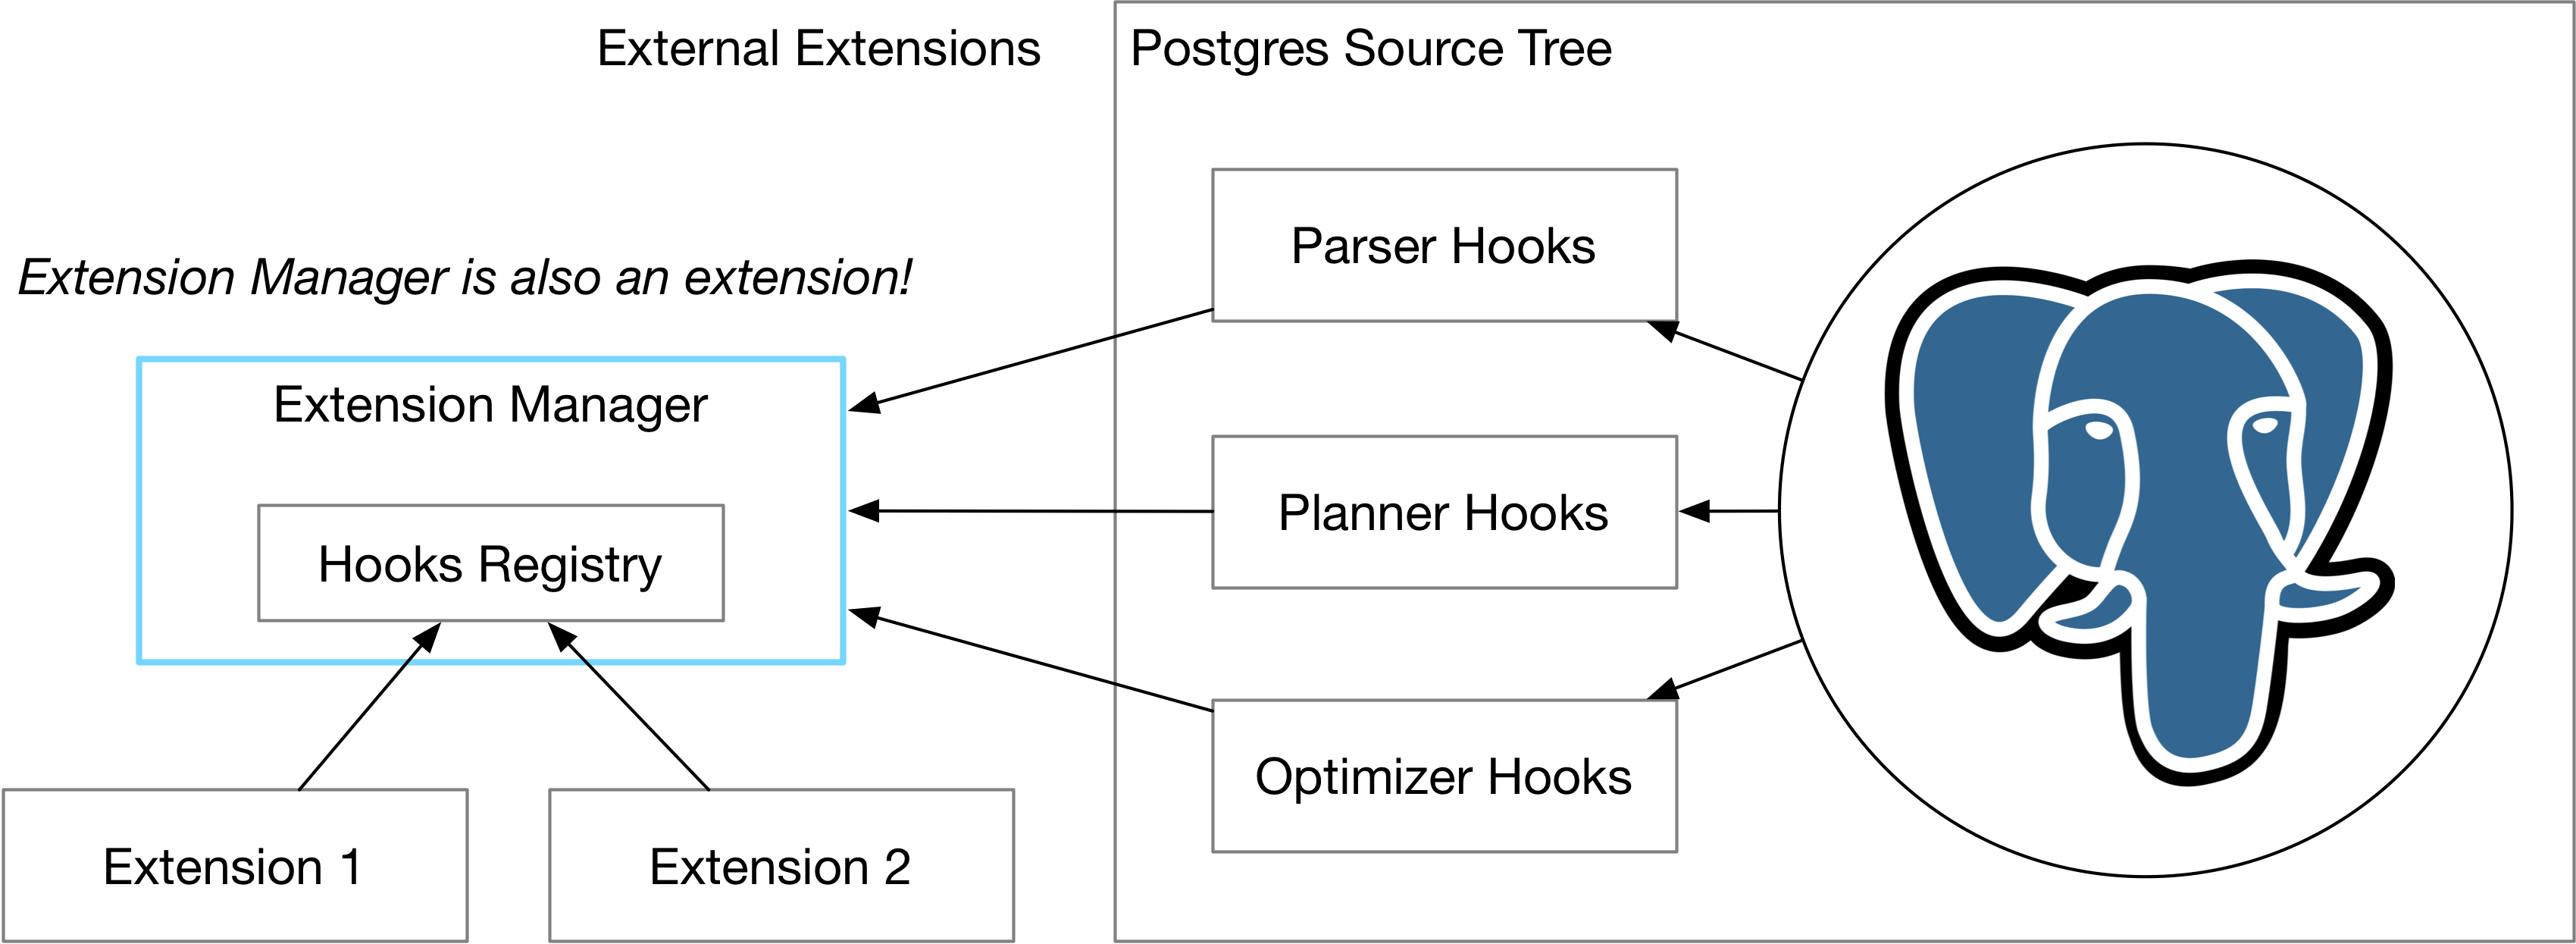 External Extensions
Postgres Source Tree
Parser Hooks
Extension Manager is also an extension!
Extension Manager
Planner Hooks
Hooks Registry
Optimizer Hooks
Extension 1
Extension 2